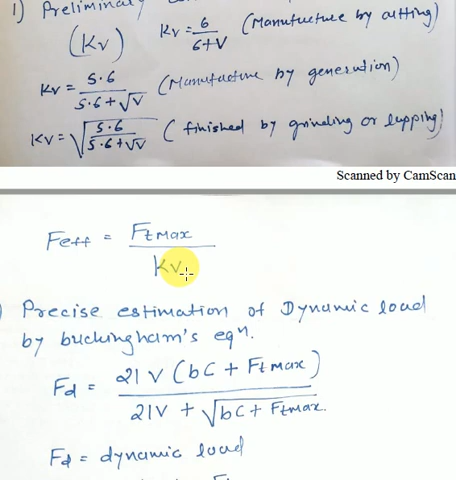 1) Preliminary
(Kv) Kv = 6 / 6+V (Manufucture by cutting)
Kv = 5.6 / 5.6+√V (Manufacture by generation)
Kv = √(5.6 / 5.6+√V) (finished by grinding or lapping)
Scanned by CamScan
Feff = Ftmax / Kv
) Precise estimation of Dynamic load
by buckingham's eqⁿ.
Fd = 21V (bC + Ftmax) / 21V + √bC + Ftmax.
Fd = dynamic load